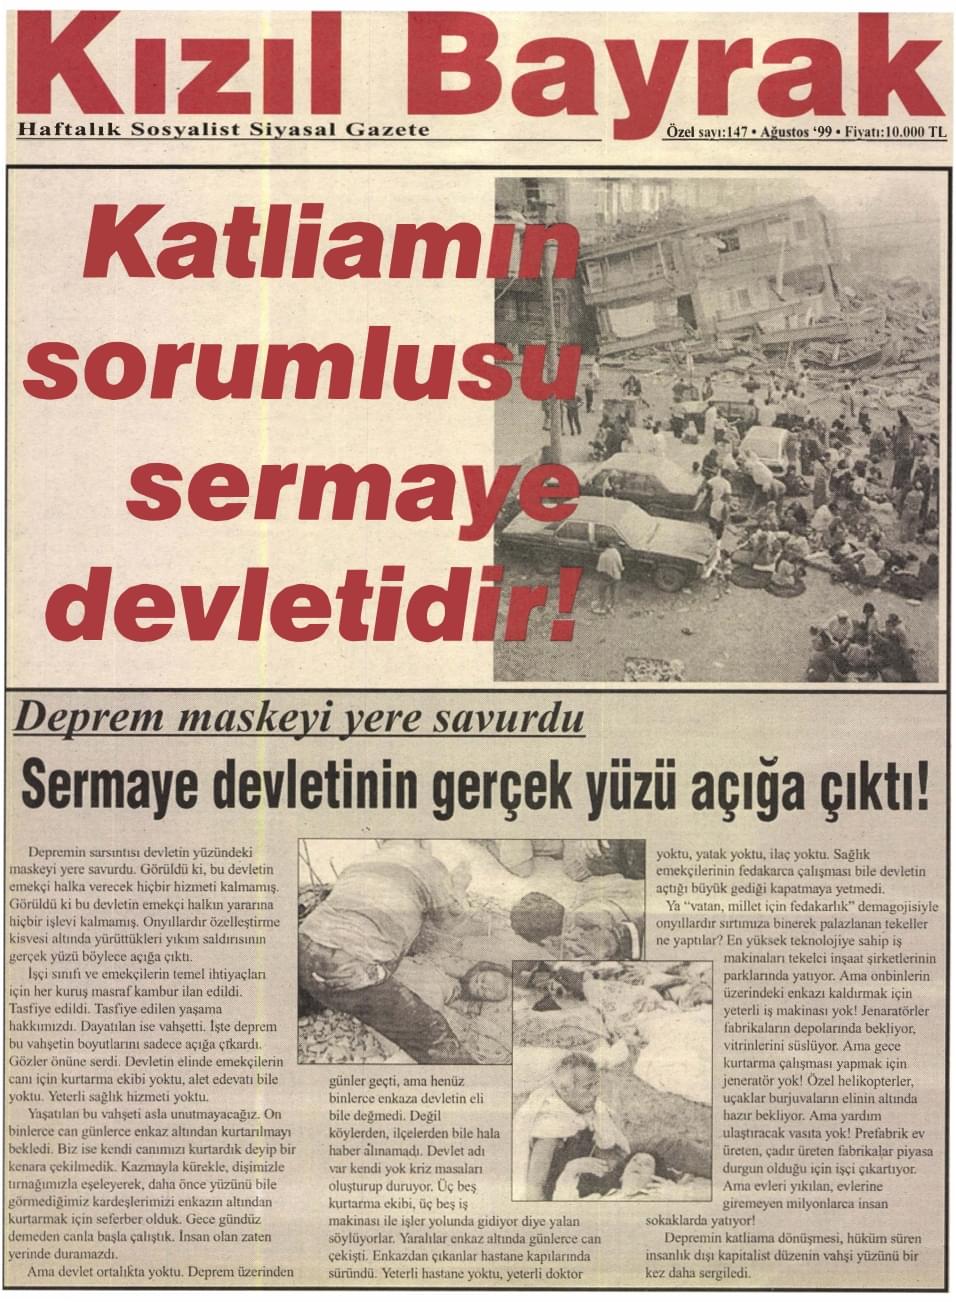 Kızıl Bayrak
Haftalık Sosyalist Siyasal Gazete
Özel sayı:147 • Ağustos ‘99 • Fiyatı:10.000 TL
Katliamın
sorumlusu
sermaye
devletidir!
Deprem maskeyi yere savurdu
Sermaye devletinin gerçek yüzü açığa çıktı!
Depremin sarsıntısı devletin yüzündeki
maskeyi yere savurdu. Görüldü ki, bu devletin
emekçi halka verecek hiçbir hizmeti kalmamış.
Görüldü ki bu devletin emekçi halkın yararına
hiçbir işlevi kalmamış. Onyıllardır özelleştirme
kisvesi altında yürüttükleri yıkım saldırısının
gerçek yüzü böylece açığa çıktı.
İşçi sınıfı ve emekçilerin temel ihtiyaçları
için her kuruş masraf kambur ilan edildi.
Tasfiye edildi. Tasfiye edilen yaşama
hakkımızdı. Dayatılan ise vahşetti. İşte deprem
bu vahşetin boyutlarını sadece açığa çıkardı.
Gözler önüne serdi. Devletin elinde emekçilerin
canı için kurtarma ekibi yoktu, alet edevatı bile
yoktu. Yeterli sağlık hizmeti yoktu.
Yaşatılan bu vahşeti asla unutmayacağız. On
binlerce can günlerce enkaz altından kurtarılmayı
bekledi. Biz ise kendi canımızı kurtardık deyip bir
kenara çekilmedik. Kazmayla kürekle, dişimizle
tırnağımızla eşeleyerek, daha önce yüzünü bile
görmediğimiz kardeşlerimizi enkazın altından
kurtarmak için seferber olduk. Gece gündüz
demeden canla başla çalıştık. İnsan olan zaten
yerinde duramazdı.
Ama devlet ortalıkta yoktu. Deprem üzerinden
günler geçti, ama henüz
binlerce enkaza devletin eli
bile değmedi. Değil
köylerden, ilçelerden bile hala
haber alınamadı. Devlet adı
var kendi yok kriz masaları
oluşturup duruyor. Üç beş
kurtarma ekibi, üç beş iş
makinası ile işler yolunda gidiyor diye yalan
söylüyorlar. Yaralılar enkaz altında günlerce can
çekişti. Enkazdan çıkanlar hastane kapılarında
süründü. Yeterli hastane yoktu, yeterli doktor
yoktu, yatak yoktu, ilaç yoktu. Sağlık
emekçilerinin fedakarca çalışması bile devletin
açtığı büyük gediği kapatmaya yetmedi.
Ya “vatan, millet için fedakarlık” demagojisiyle
onyıllardır sırtımıza binerek palazlanan tekeller
ne yaptılar? En yüksek teknolojiye sahip iş
makinaları tekelci inşaat şirketlerinin
parklarında yatıyor. Ama onbinlerin
üzerindeki enkazı kaldırmak için
yeterli iş makinası yok! Jenaratörler
fabrikaların depolarında bekliyor,
vitrinlerini süslüyor. Ama gece
kurtarma çalışması yapmak için
jeneratör yok! Özel helikopterler,
uçaklar burjuvaların elinin altında
hazır bekliyor. Ama yardım
ulaştıracak vasıta yok! Prefabrik ev
üreten, çadır üreten fabrikalar piyasa
durgun olduğu için işçi çıkartıyor.
Ama evleri yıkılan, evlerine
giremeyen milyonlarca insan
sokaklarda yatıyor!
Depremin katliama dönüşmesi, hüküm süren
insanlık dışı kapitalist düzenin vahşi yüzünü bir
kez daha sergiledi.